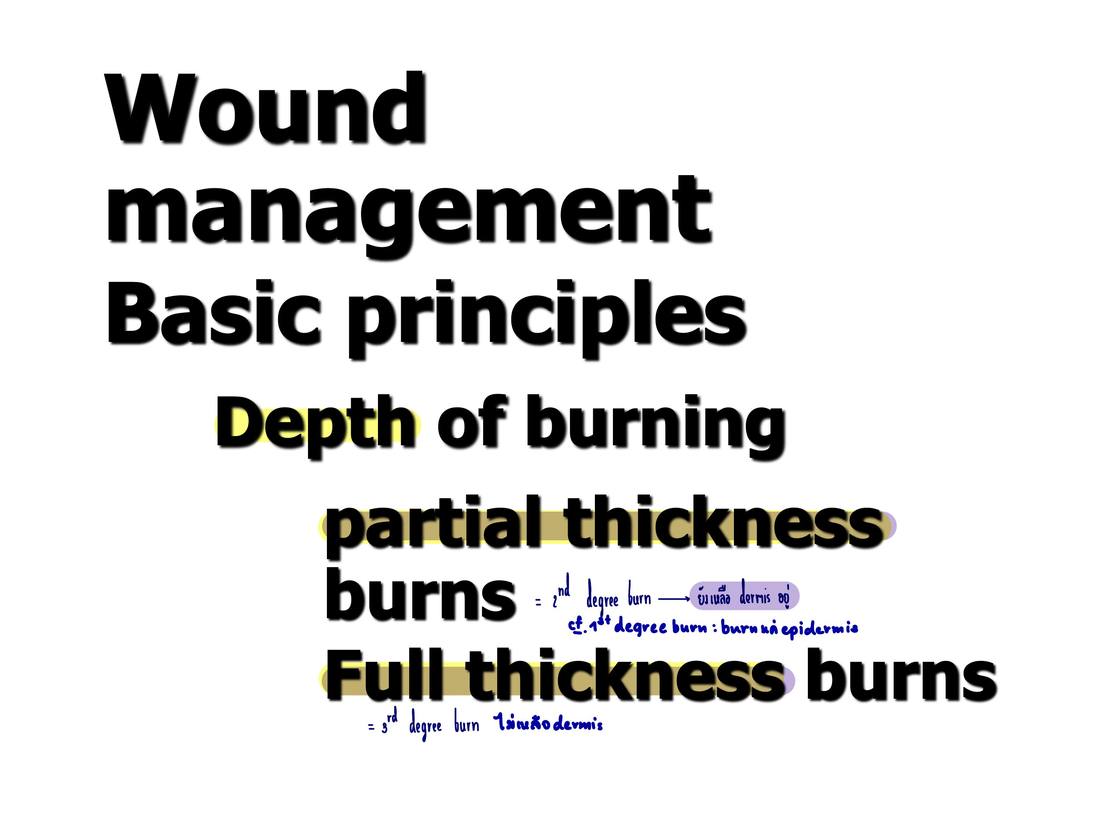 Wound
management
Basic principles
Depth of burning
partial thickness
burns = 2nd degree burn → ยังเหลือ dermis อยู่
cf. 1st degree burn : burn แค่ epidermis
Full thickness burns
= 3rd degree burn ไม่เหลือ dermis